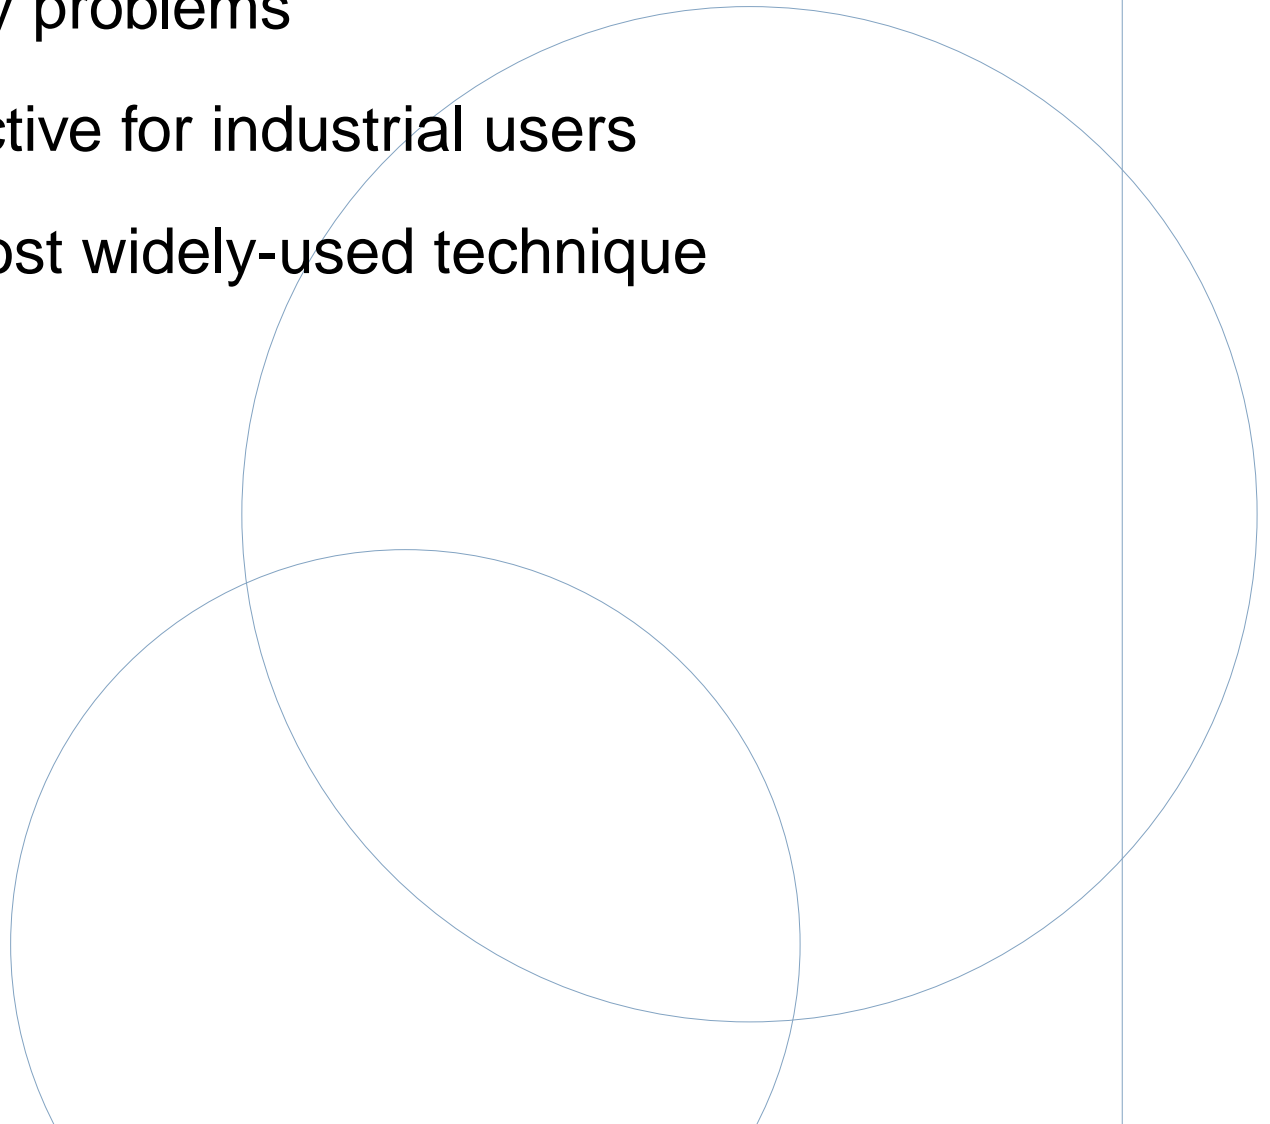 y problems
ctive for industrial users
ost widely-used technique